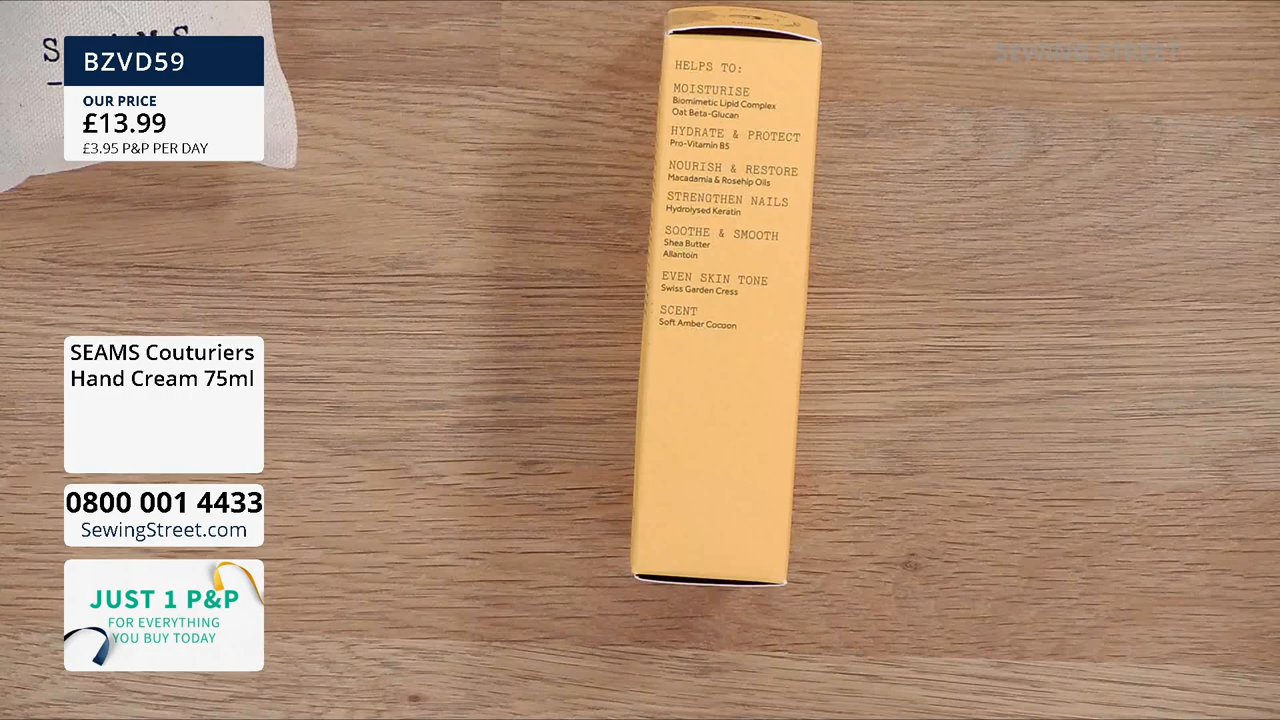 BZVD59
OUR PRICE
£13.99
£3.95 P&P PER DAY
SEAMS Couturiers
Hand Cream 75ml
0800 001 4433
SewingStreet.com
JUST 1 P&P
FOR EVERYTHING
YOU BUY TODAY
SEWING STREET
HELPS TO:
MOISTURISE
Biomimetic Lipid Complex
Oat Beta-Glucan
HYDRATE & PROTECT
Pro-Vitamin B5
NOURISH & RESTORE
Macadamia & Rosehip Oils
STRENGTHEN NAILS
Hydrolysed Keratin
SOOTHE & SMOOTH
Shea Butter
Allantoin
EVEN SKIN TONE
Swiss Garden Cress
SCENT
Soft Amber Cocoon